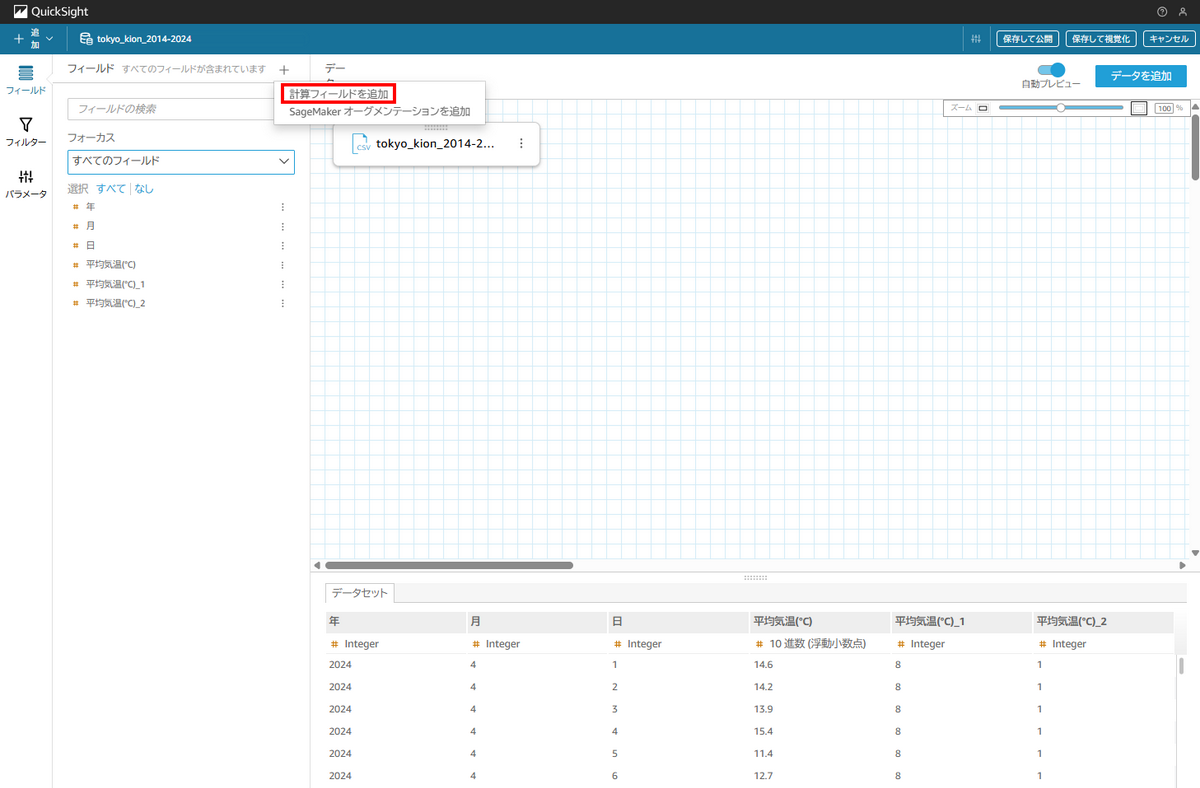 QuickSight
追加
tokyo_kion_2014-2024
保存して公開
保存して視覚化
キャンセル
フィールド
フィルター
パラメータ
フィールド すべてのフィールドが含まれています
計算フィールドを追加
SageMaker オーグメンテーションを追加
フィールドの検索
フォーカス
すべてのフィールド
選択 すべて なし
年
月
日
平均気温(℃)
平均気温(℃)_1
平均気温(℃)_2
デー
自動プレビュー
データを追加
ズーム 100 %
CSV tokyo_kion_2014-2...
データセット
年 月 日 平均気温(℃) 平均気温(℃)_1 平均気温(℃)_2
Integer Integer Integer 10 進数 (浮動小数点) Integer Integer
2024 4 1 14.6 8 1
2024 4 2 14.2 8 1
2024 4 3 13.9 8 1
2024 4 4 15.4 8 1
2024 4 5 11.4 8 1
2024 4 6 12.7 8 1